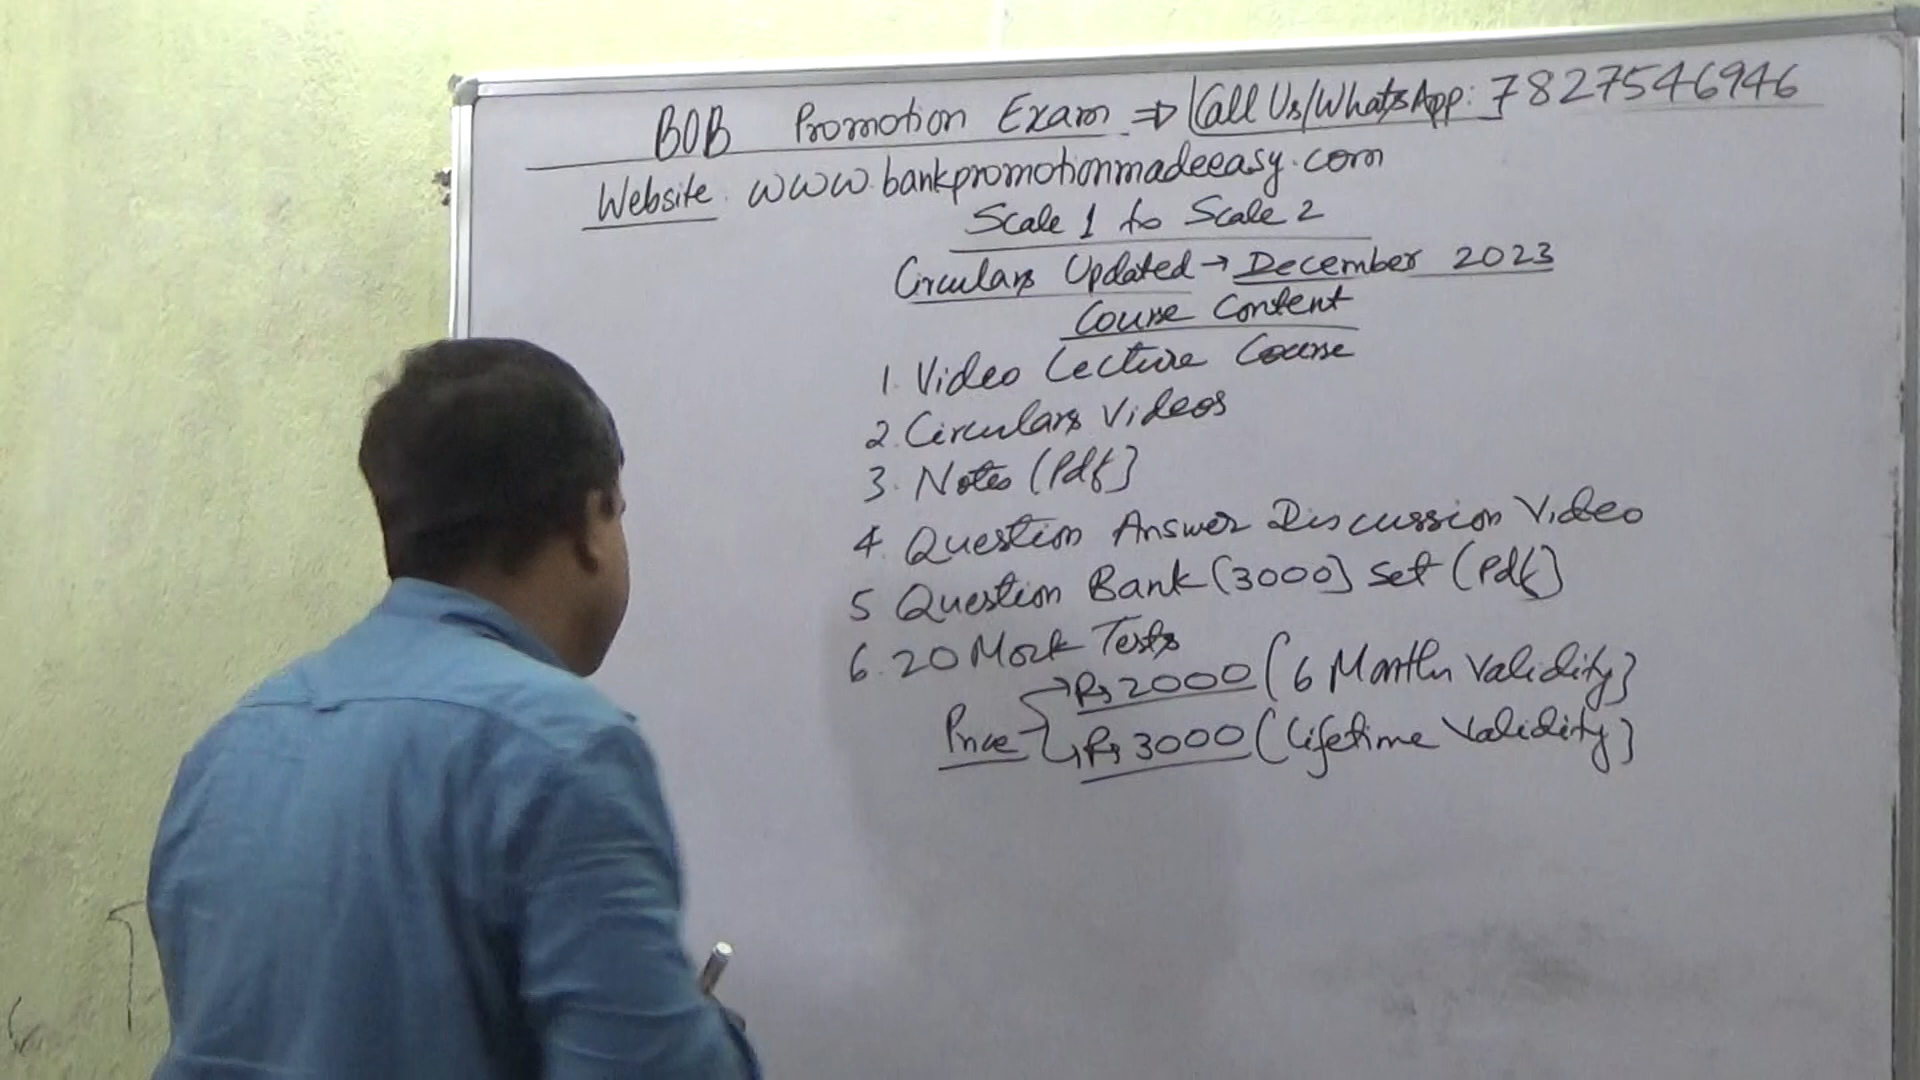 BOB Promotion Exam ⇒ Call Us/WhatsApp: 7827546946
Website: www.bankpromotionmadeeasy.com
Scale 1 to Scale 2
Circulars Updated → December 2023
Course Content
1. Video Lecture Course
2. Circulars Videos
3. Notes (Pdf)
4. Question Answer Discussion Video
5 Question Bank (3000) Set (Pdf)
6. 20 Mock Tests
Price → Rs 2000 (6 Months Validity)
↳ Rs 3000 (Lifetime Validity)